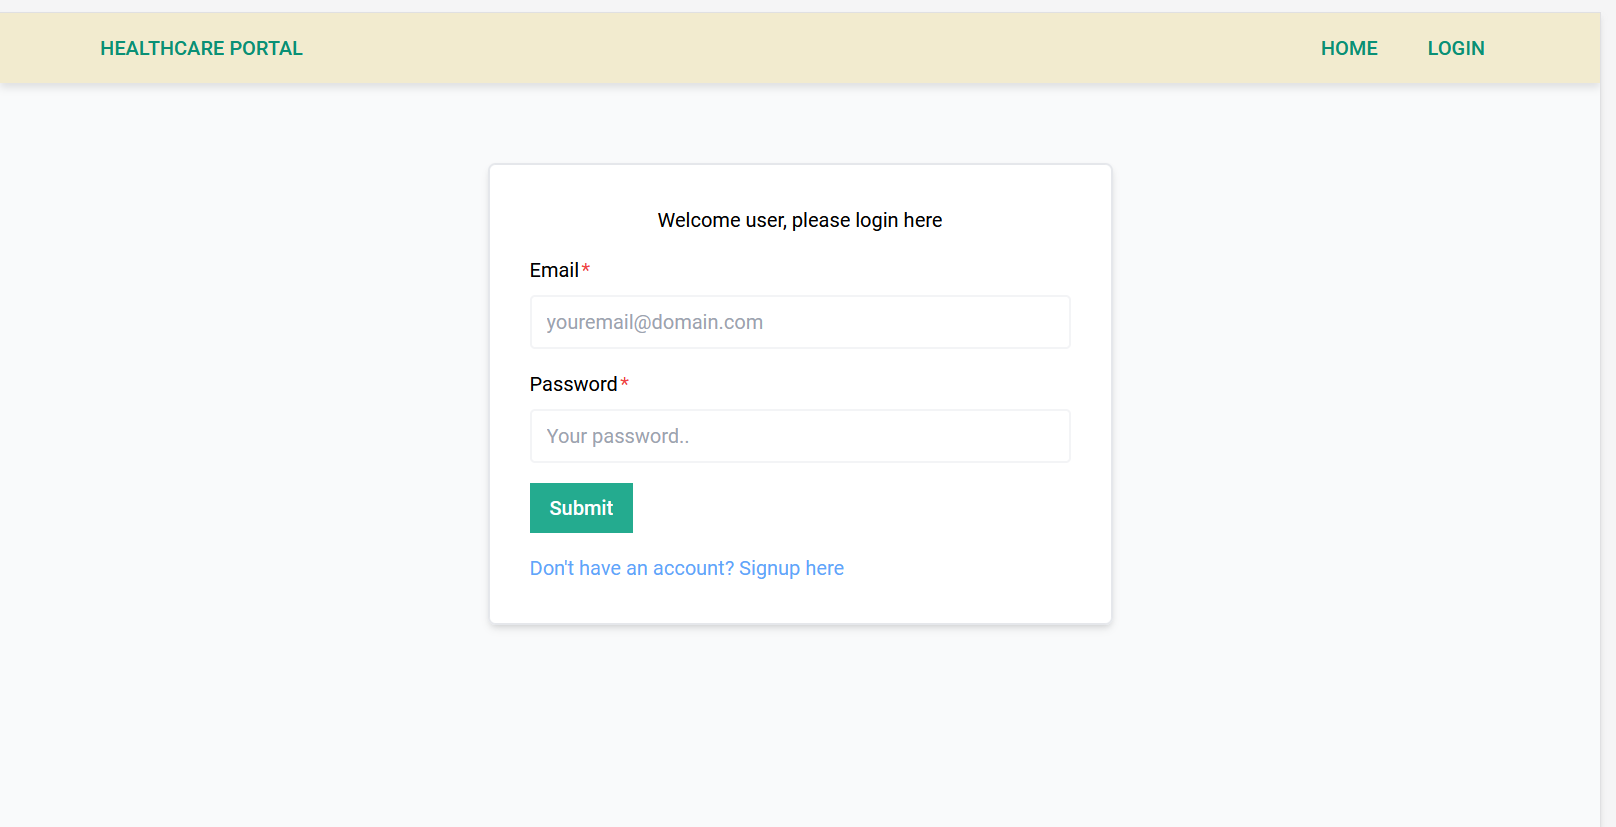 HEALTHCARE PORTAL HOME LOGIN
Welcome user, please login here
Email*
youremail@domain.com
Password*
Your password..
Submit
Don't have an account? Signup here